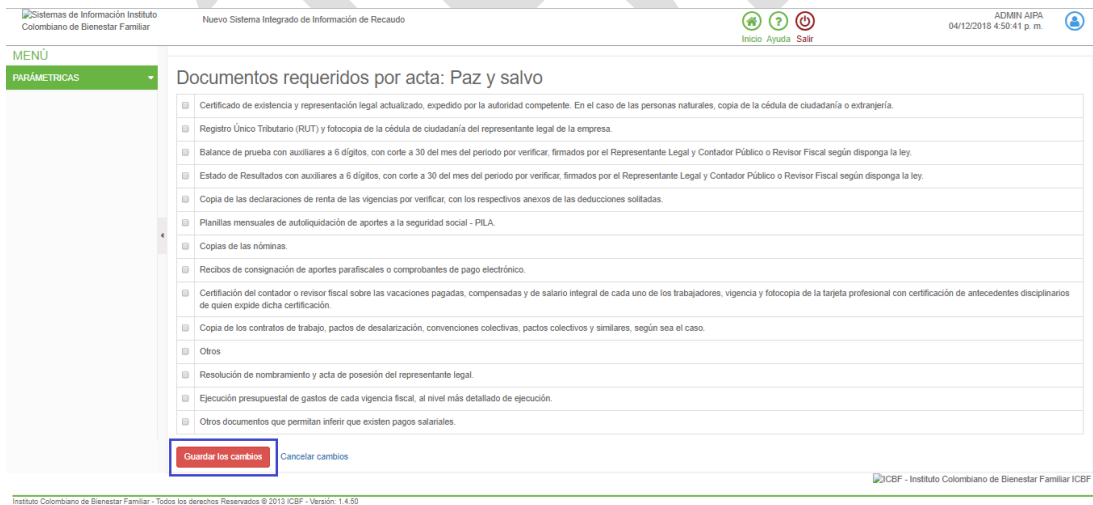 Sistemas de Información Instituto
Colombiano de Bienestar Familiar
Nuevo Sistema Integrado de Información de Recaudo
Inicio Ayuda Salir
ADMIN AIPA
04/12/2018 4:50:41 p. m.
MENÚ
PARÁMETRICAS
Documentos requeridos por acta: Paz y salvo
Certificado de existencia y representación legal actualizado, expedido por la autoridad competente. En el caso de las personas naturales, copia de la cédula de ciudadanía o extranjería.
Registro Único Tributario (RUT) y fotocopia de la cédula de ciudadanía del representante legal de la empresa.
Balance de prueba con auxiliares a 6 dígitos, con corte a 30 del mes del periodo por verificar, firmados por el Representante Legal y Contador Público o Revisor Fiscal según disponga la ley.
Estado de Resultados con auxiliares a 6 dígitos, con corte a 30 del mes del periodo por verificar, firmados por el Representante Legal y Contador Público o Revisor Fiscal según disponga la ley.
Copia de las declaraciones de renta de las vigencias por verificar, con los respectivos anexos de las deducciones solitadas.
Planillas mensuales de autoliquidación de aportes a la seguridad social - PILA.
Copias de las nóminas.
Recibos de consignación de aportes parafiscales o comprobantes de pago electrónico.
Certifiación del contador o revisor fiscal sobre las vacaciones pagadas, compensadas y de salario integral de cada uno de los trabajadores, vigencia y fotocopia de la tarjeta profesional con certificación de antecedentes disciplinarios
de quien expide dicha certificación.
Copia de los contratos de trabajo, pactos de desalarización, convenciones colectivas, pactos colectivos y similares, según sea el caso.
Otros
Resolución de nombramiento y acta de posesión del representante legal.
Ejecución presupuestal de gastos de cada vigencia fiscal, al nivel más detallado de ejecución.
Otros documentos que permitan inferir que existen pagos salariales.
Guardar los cambios Cancelar cambios
ICBF - Instituto Colombiano de Bienestar Familiar ICBF
Instituto Colombiano de Bienestar Familiar - Todos los derechos Reservados © 2013 ICBF - Versión: 1.4.50